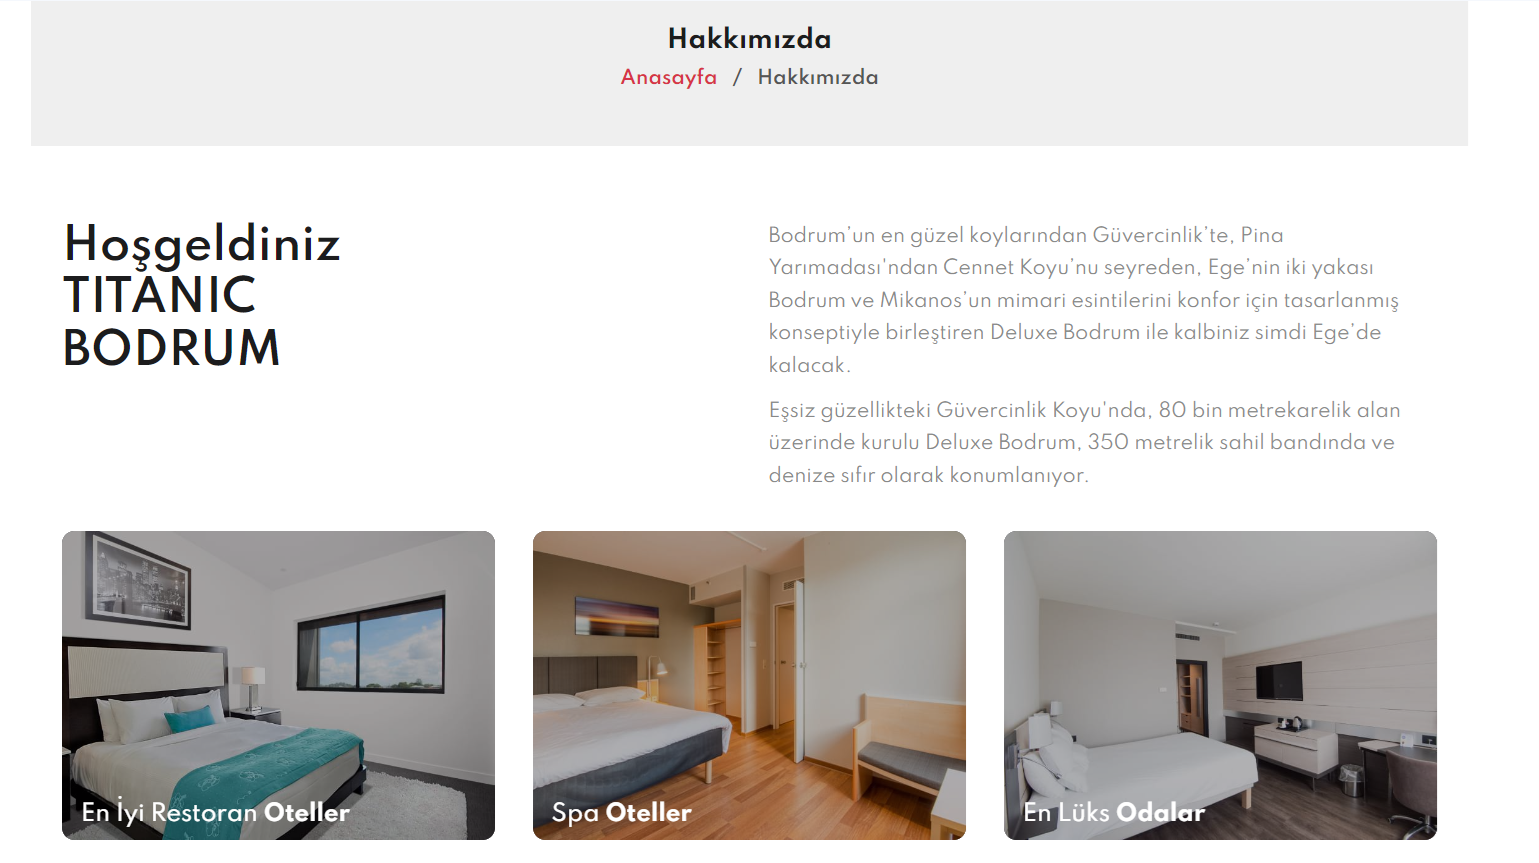 Hakkımızda
Anasayfa / Hakkımızda
Hoşgeldiniz
TITANIC
BODRUM
Bodrum'un en güzel koylarından Güvercinlik'te, Pina
Yarımadası'ndan Cennet Koyu'nu seyreden, Ege'nin iki yakası
Bodrum ve Mikanos'un mimari esintilerini konfor için tasarlanmış
konseptiyle birleştiren Deluxe Bodrum ile kalbiniz simdi Ege'de
kalacak.
Eşsiz güzellikteki Güvercinlik Koyu'nda, 80 bin metrekarelik alan
üzerinde kurulu Deluxe Bodrum, 350 metrelik sahil bandında ve
denize sıfır olarak konumlanıyor.
En İyi Restoran Oteller
Spa Oteller
En Lüks Odalar